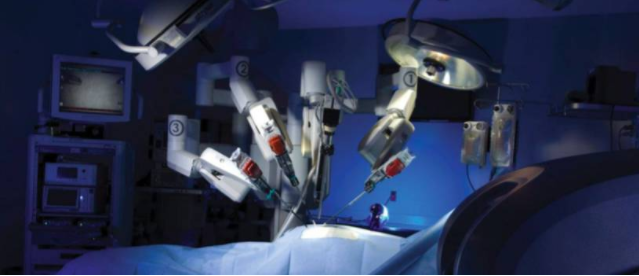 ②
①
③